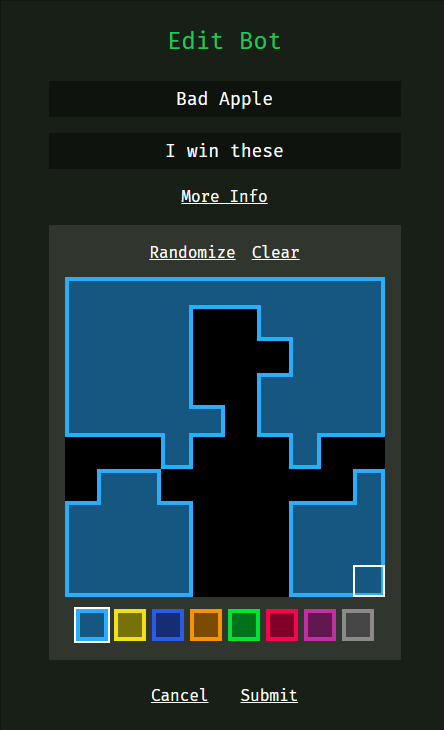 Edit Bot
Bad Apple
I win these
More Info
Randomize Clear
Cancel Submit